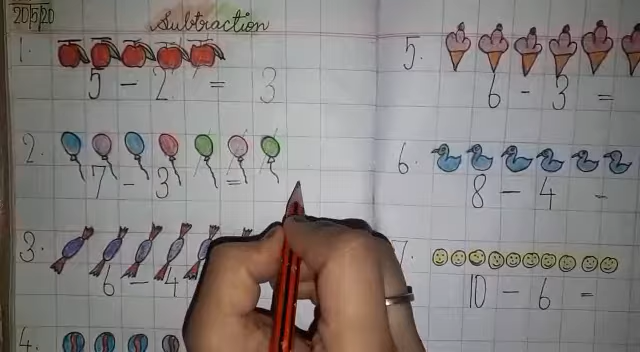 20|5|20
Subtraction
1.
5 - 2 = 3
2.
7 - 3 =
3.
6 - 4
4.
5.
6 - 3 =
6.
8 - 4 -
10 - 6 =